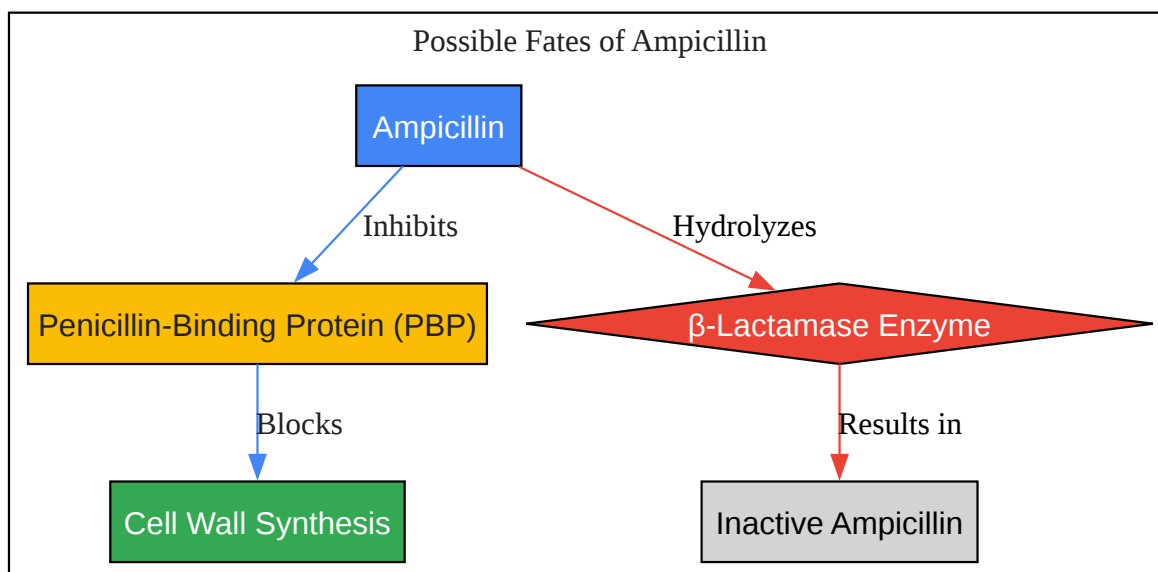 Possible Fates of Ampicillin
Ampicillin
Inhibits
Hydrolyzes
Penicillin-Binding Protein (PBP)
β-Lactamase Enzyme
Blocks
Results in
Cell Wall Synthesis
Inactive Ampicillin